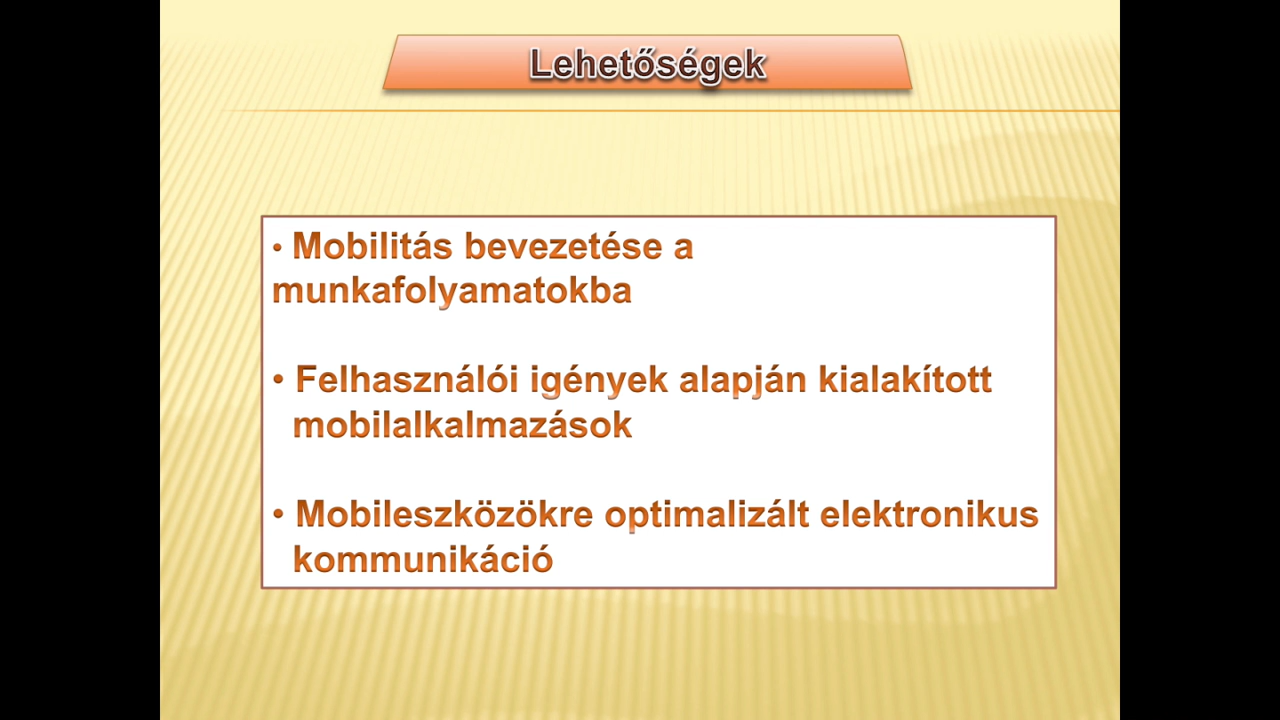 Lehetőségek
• Mobilitás bevezetése a
munkafolyamatokba
• Felhasználói igények alapján kialakított
mobilalkalmazások
• Mobileszközökre optimalizált elektronikus
kommunikáció